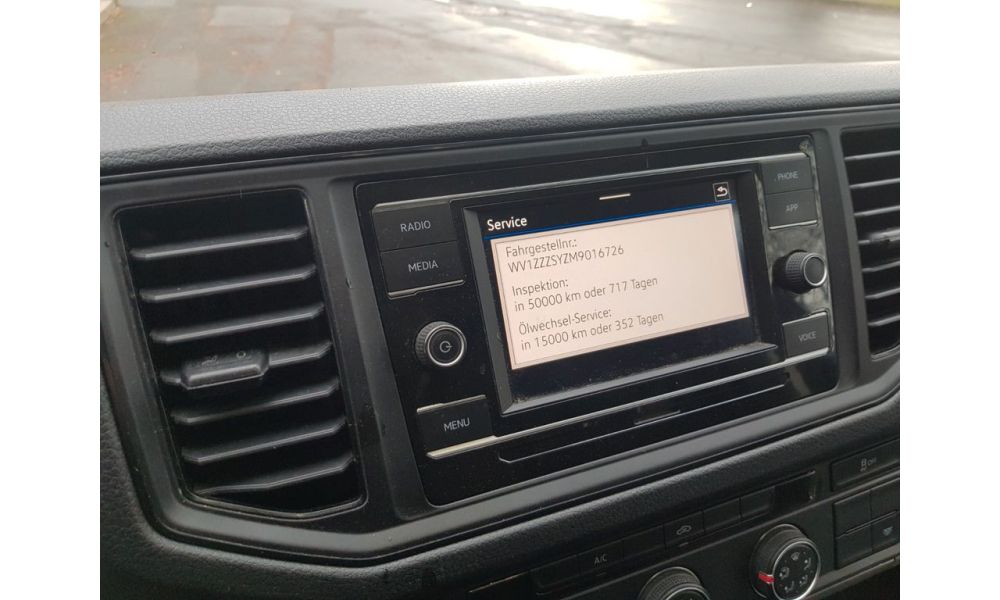 RADIO
MEDIA
MENU
Service
Fahrgestellnr.:
WV1ZZZSYZM9016726
Inspektion:
in 50000 km oder 717 Tagen
Ölwechsel-Service:
in 15000 km oder 352 Tagen
PHONE
APP
VOICE
A/C
OFF